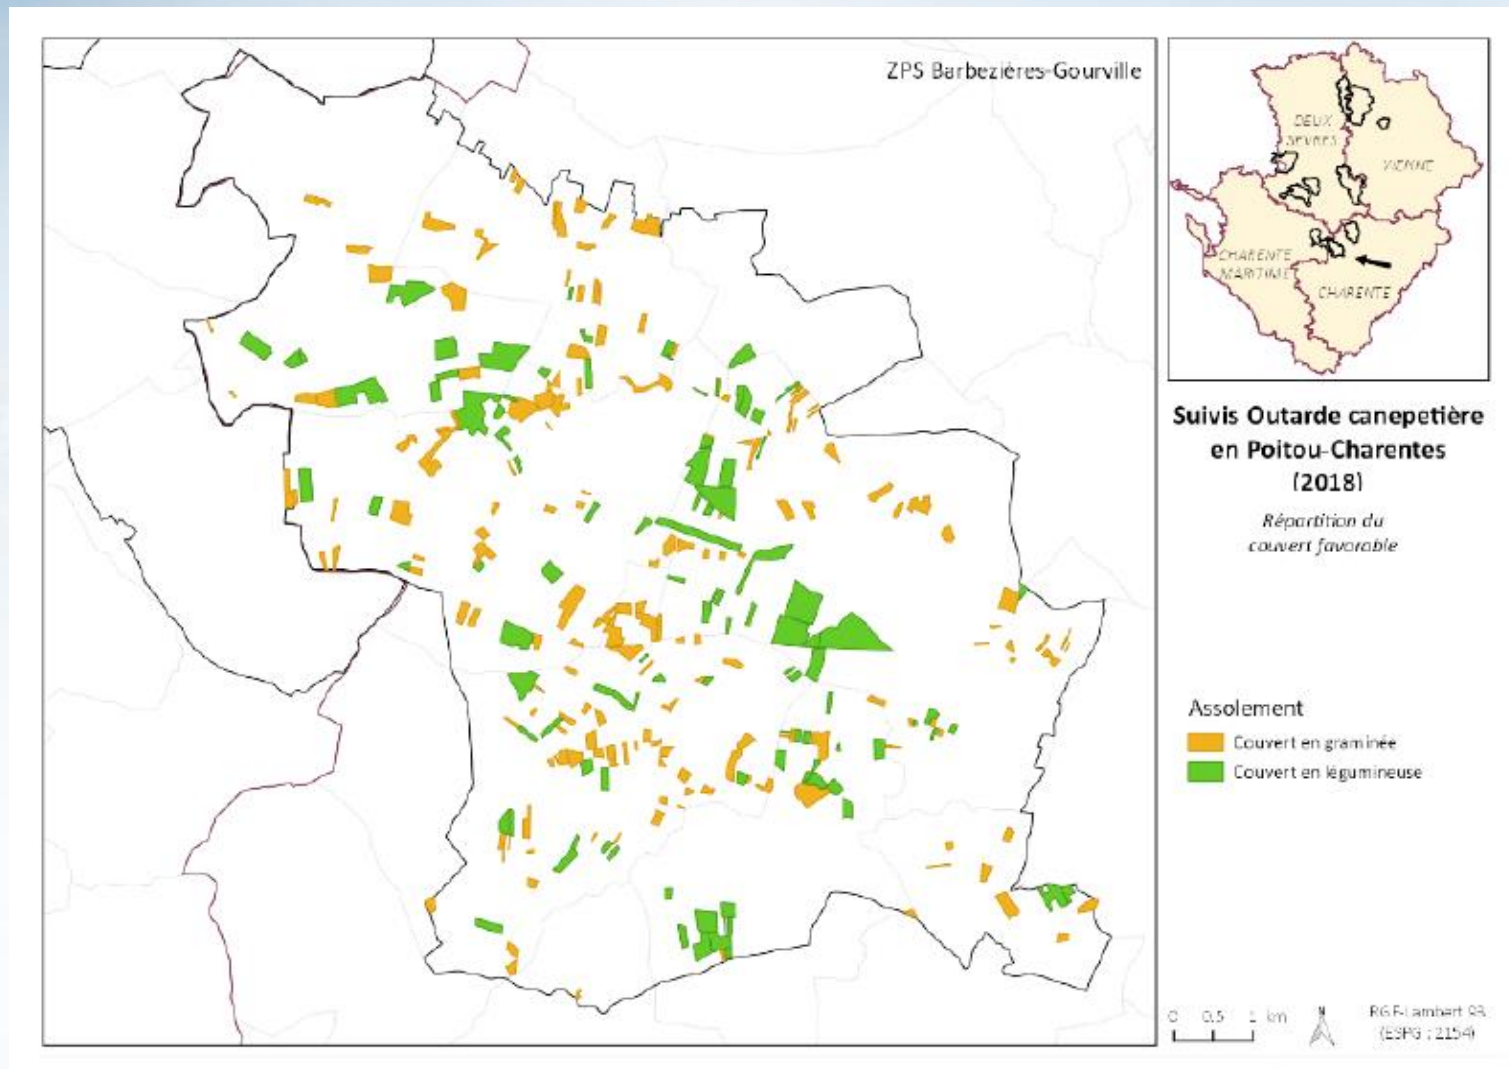 ZPS Barbezières-Gourville
DEUX
SEVRES
VIENNE
CHARENTE
MARITIME
CHARENTE
Suivis Outarde canepetière
en Poitou-Charentes
(2018)
Répartition du
couvert favorable
Assolement
Couvert en graminée
Couvert en légumineuse
0 0.5 1 km
N
RGF-Lambert 93
(ESPG : 2154)